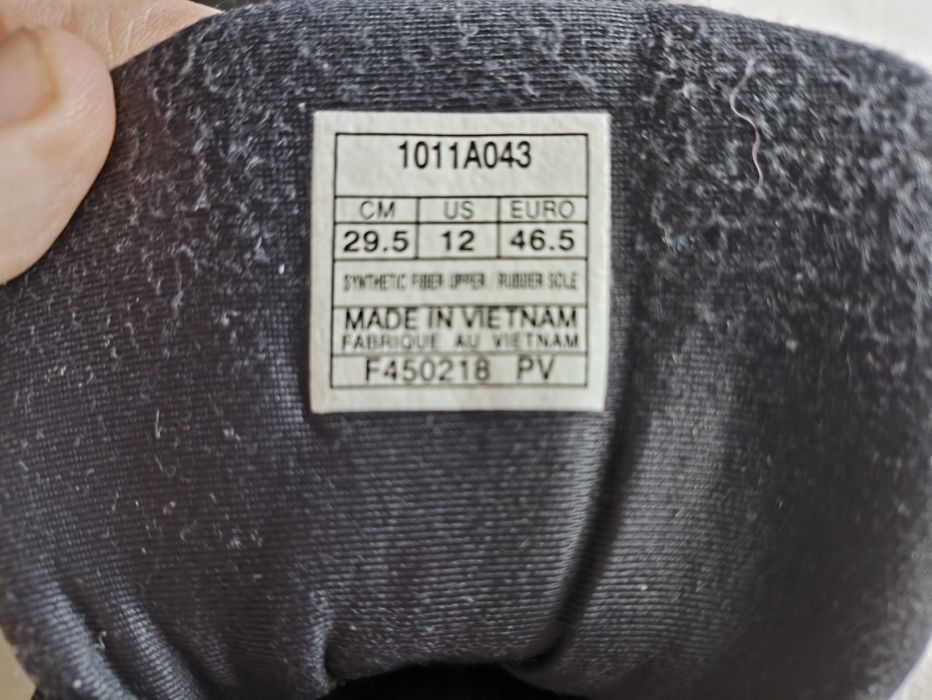 1011A043
CM US EURO
29.5 12 46.5
SYNTHETIC FIBER UPPER / RUBBER SOLE
MADE IN VIETNAM
FABRIQUE AU VIETNAM
F450218 PV